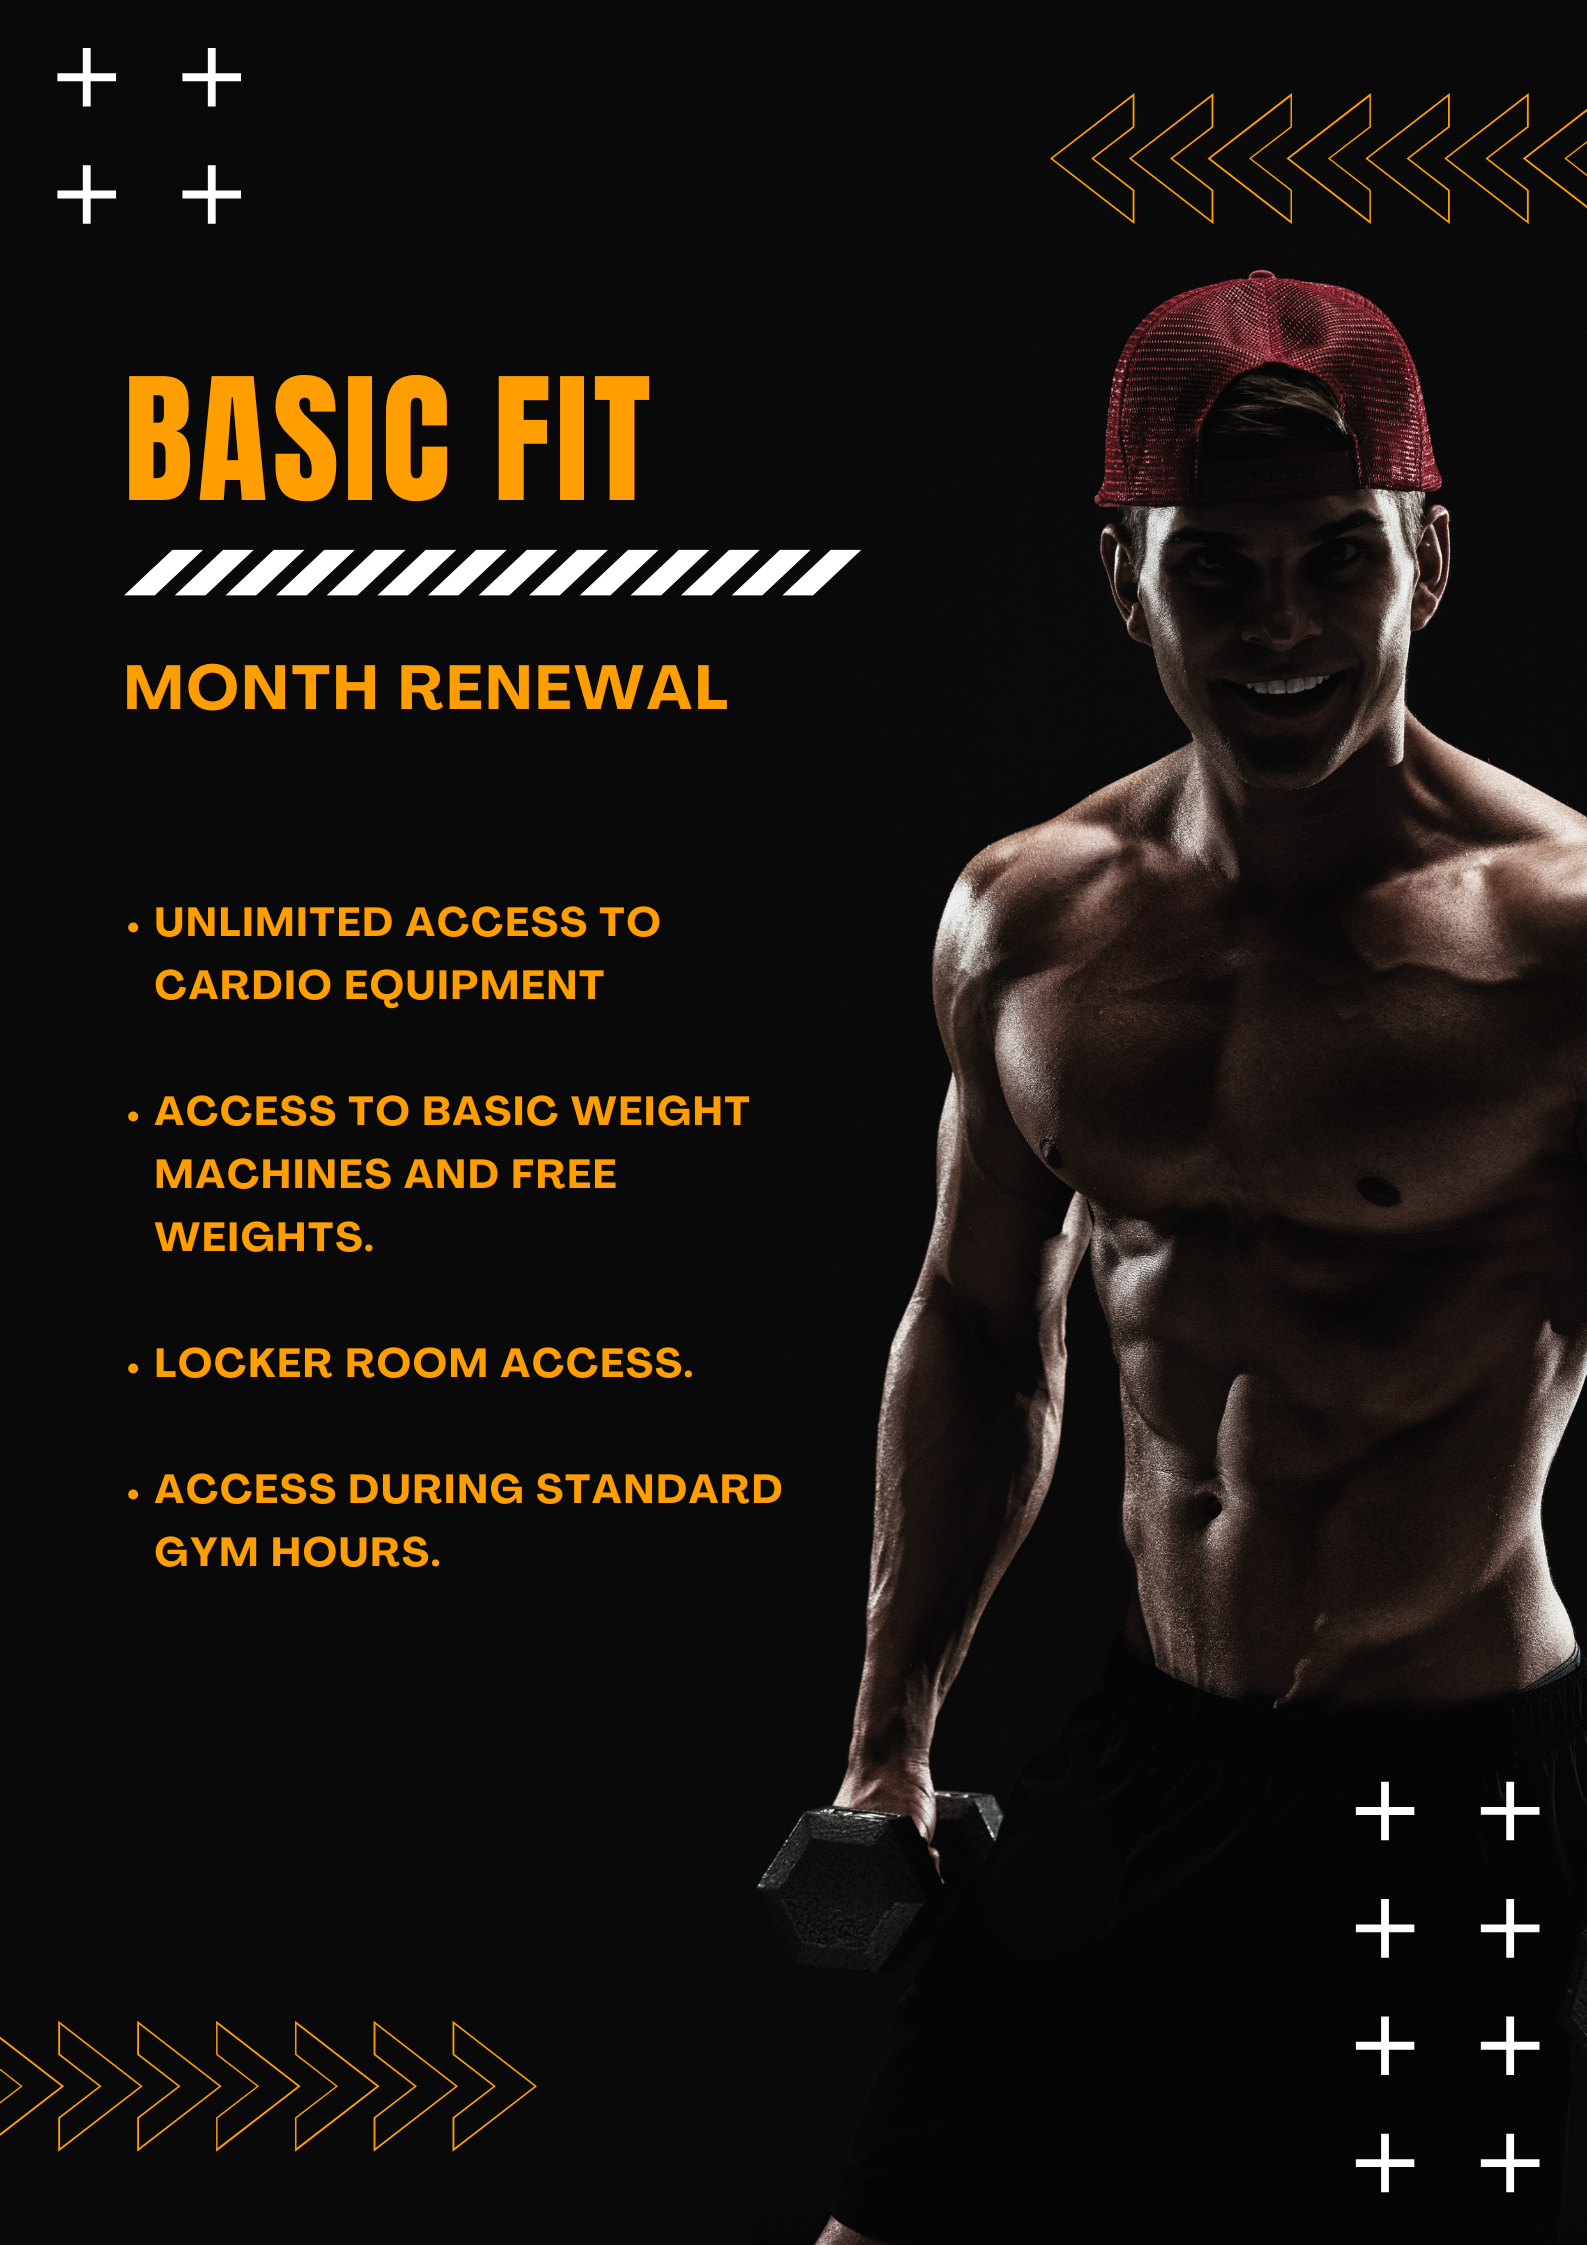 BASIC FIT
MONTH RENEWAL
• UNLIMITED ACCESS TO
CARDIO EQUIPMENT
• ACCESS TO BASIC WEIGHT
MACHINES AND FREE
WEIGHTS.
• LOCKER ROOM ACCESS.
• ACCESS DURING STANDARD
GYM HOURS.